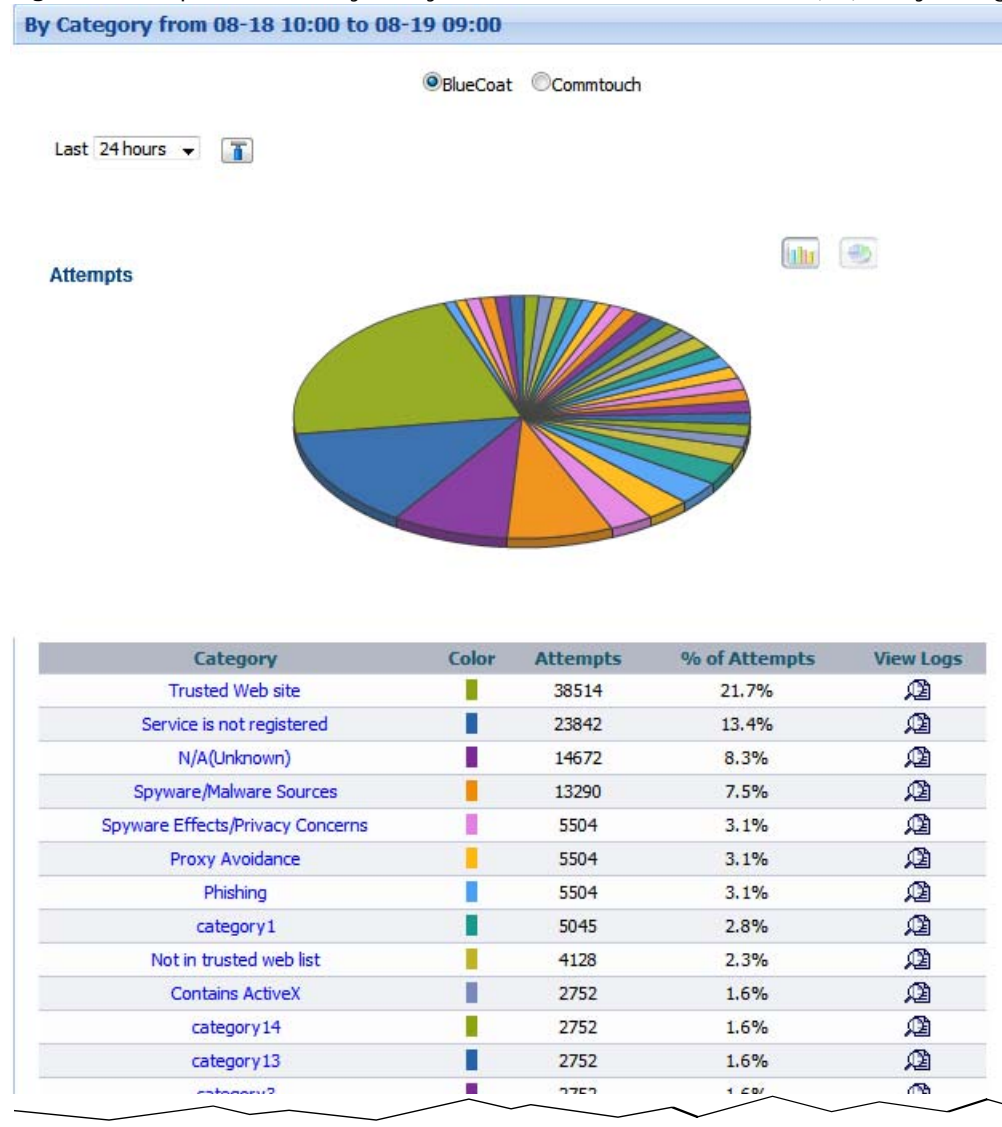 By Category from 08-18 10:00 to 08-19 09:00
BlueCoat Commtouch
Last 24 hours
Attempts
Category Color Attempts % of Attempts View Logs
Trusted Web site 38514 21.7%
Service is not registered 23842 13.4%
N/A(Unknown) 14672 8.3%
Spyware/Malware Sources 13290 7.5%
Spyware Effects/Privacy Concerns 5504 3.1%
Proxy Avoidance 5504 3.1%
Phishing 5504 3.1%
category1 5045 2.8%
Not in trusted web list 4128 2.3%
Contains ActiveX 2752 1.6%
category14 2752 1.6%
category13 2752 1.6%
category3 2752 1.6%